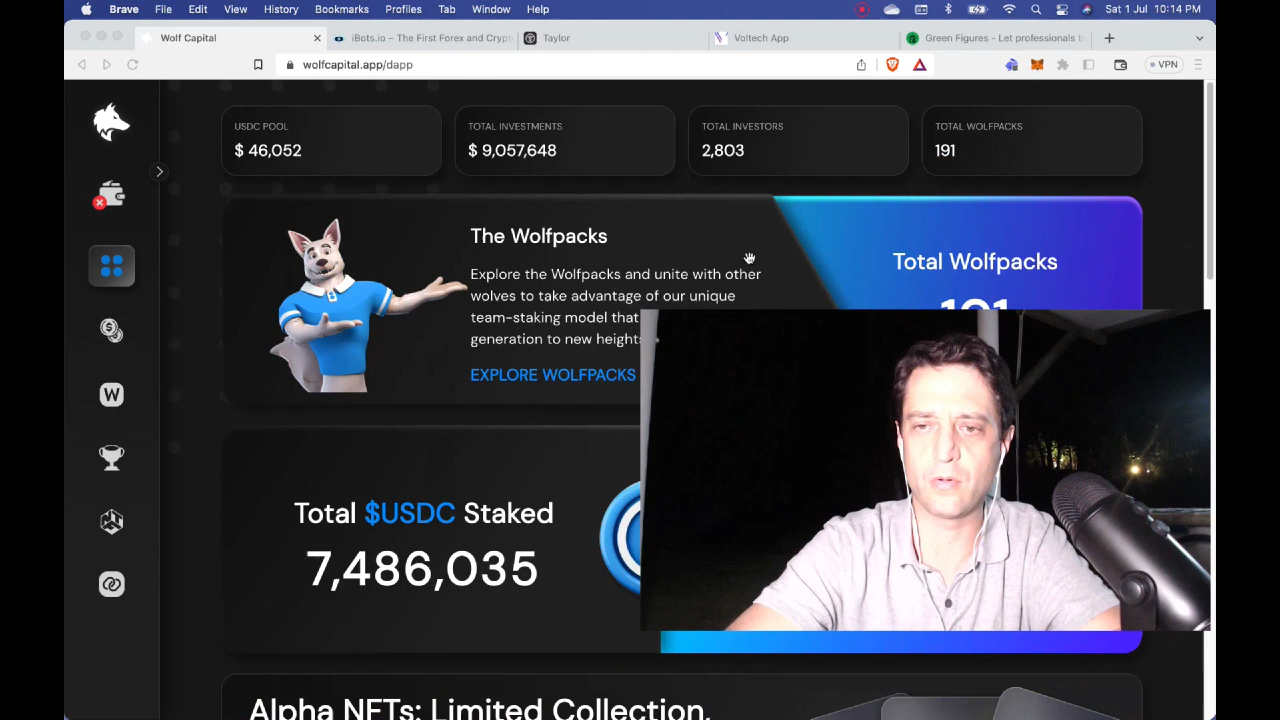 Brave File Edit View History Bookmarks Profiles Tab Window Help Sat 1 Jul 10:14 PM
Wolf Capital iBots.io – The First Forex and Crypt Taylor Voltech App Green Figures - Let professionals t
wolfcapital.app/dapp VPN
USDC POOL TOTAL INVESTMENTS TOTAL INVESTORS TOTAL WOLFPACKS
$ 46,052 $ 9,057,648 2,803 191
The Wolfpacks
Explore the Wolfpacks and unite with other
wolves to take advantage of our unique
team-staking model that
generation to new height
EXPLORE WOLFPACKS
Total Wolfpacks
191
W
Total $USDC Staked
7,486,035
Alpha NFTs: Limited Collection,